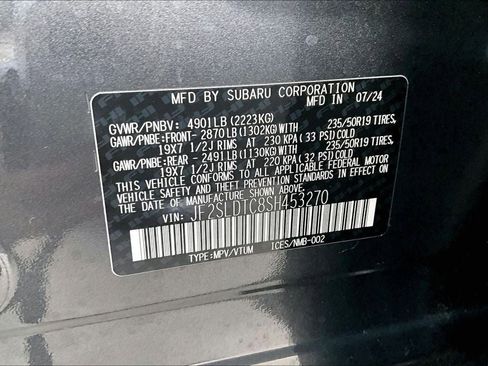 MFD BY SUBARU CORPORATION
MFD IN 07/24
GVWR/PNBV: 4901LB (2223KG)
GAWR/PNBE:FRONT- 2870LB(1302KG)WITH 235/50R19 TIRES,
19X7 1/2J RIMS AT 230 KPA( 33 PSI)COLD
GAWR/PNBE:REAR - 2491LB(1130KG)WITH 235/50R19 TIRES,
19X7 1/2J RIMS AT 220 KPA( 32 PSI)COLD
THIS VEHICLE CONFORMS TO ALL APPLICABLE FEDERAL MOTOR
VEHICLE SAFETY AND THEFT PREVENTION STANDARDS IN EFFECT
ON THE DATE OF MANUFACTURE SHOWN ABOVE.
VIN: JF2SLDTC8SH453270
TYPE:MPV/VTUM ICES/NMB-002